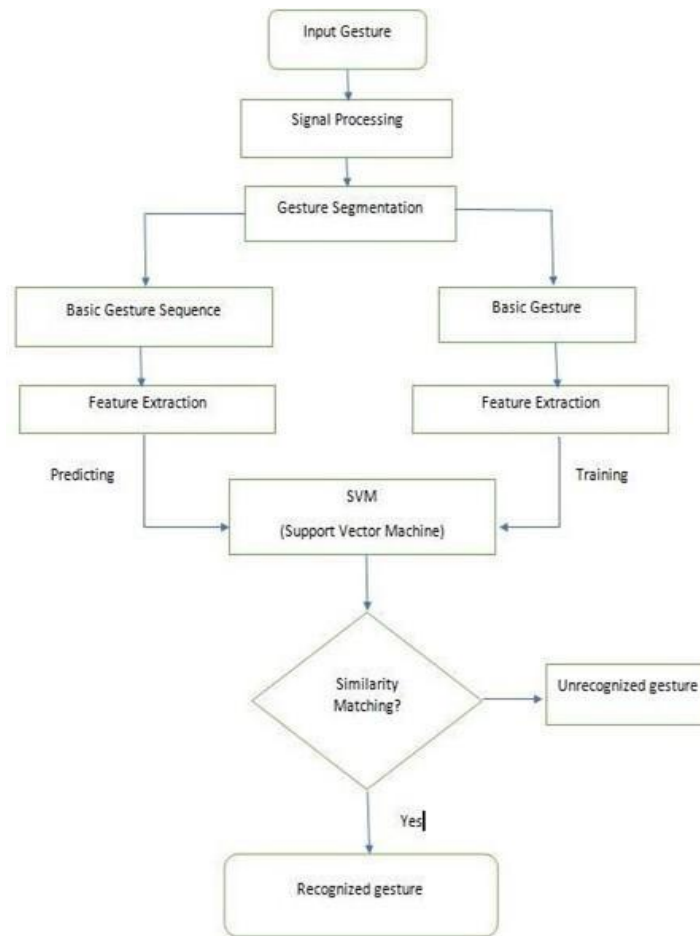 Input Gesture
Signal Processing
Gesture Segmentation
Basic Gesture Sequence
Basic Gesture
Feature Extraction
Feature Extraction
Predicting
Training
SVM
(Support Vector Machine)
Similarity
Matching?
Unrecognized gesture
Yes
Recognized gesture